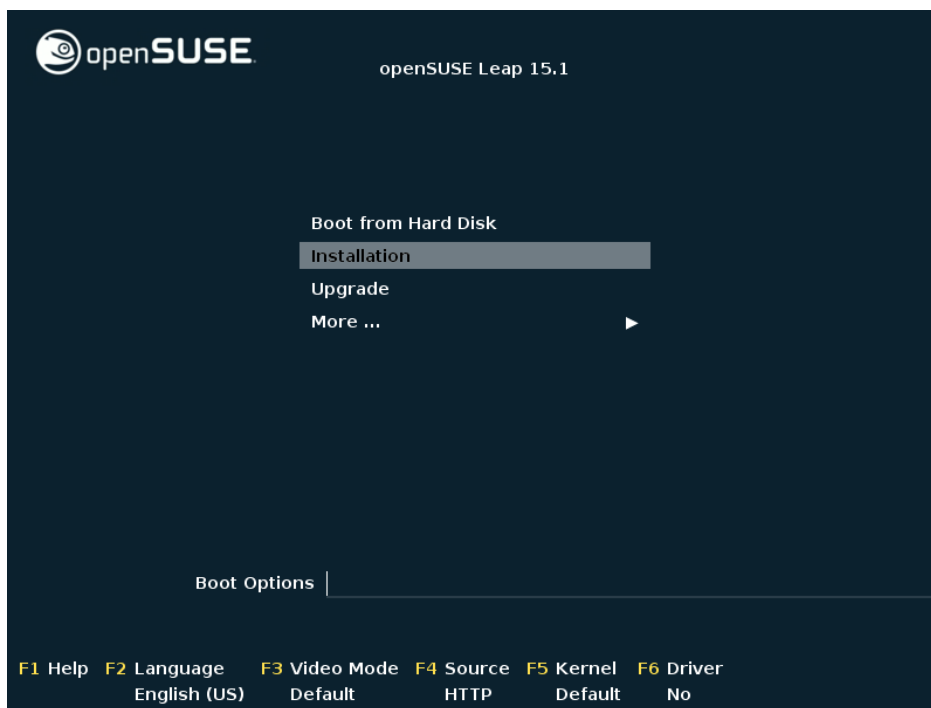 openSUSE.
openSUSE Leap 15.1
Boot from Hard Disk
Installation
Upgrade
More ...
Boot Options
F1 Help F2 Language F3 Video Mode F4 Source F5 Kernel F6 Driver
English (US) Default HTTP Default No